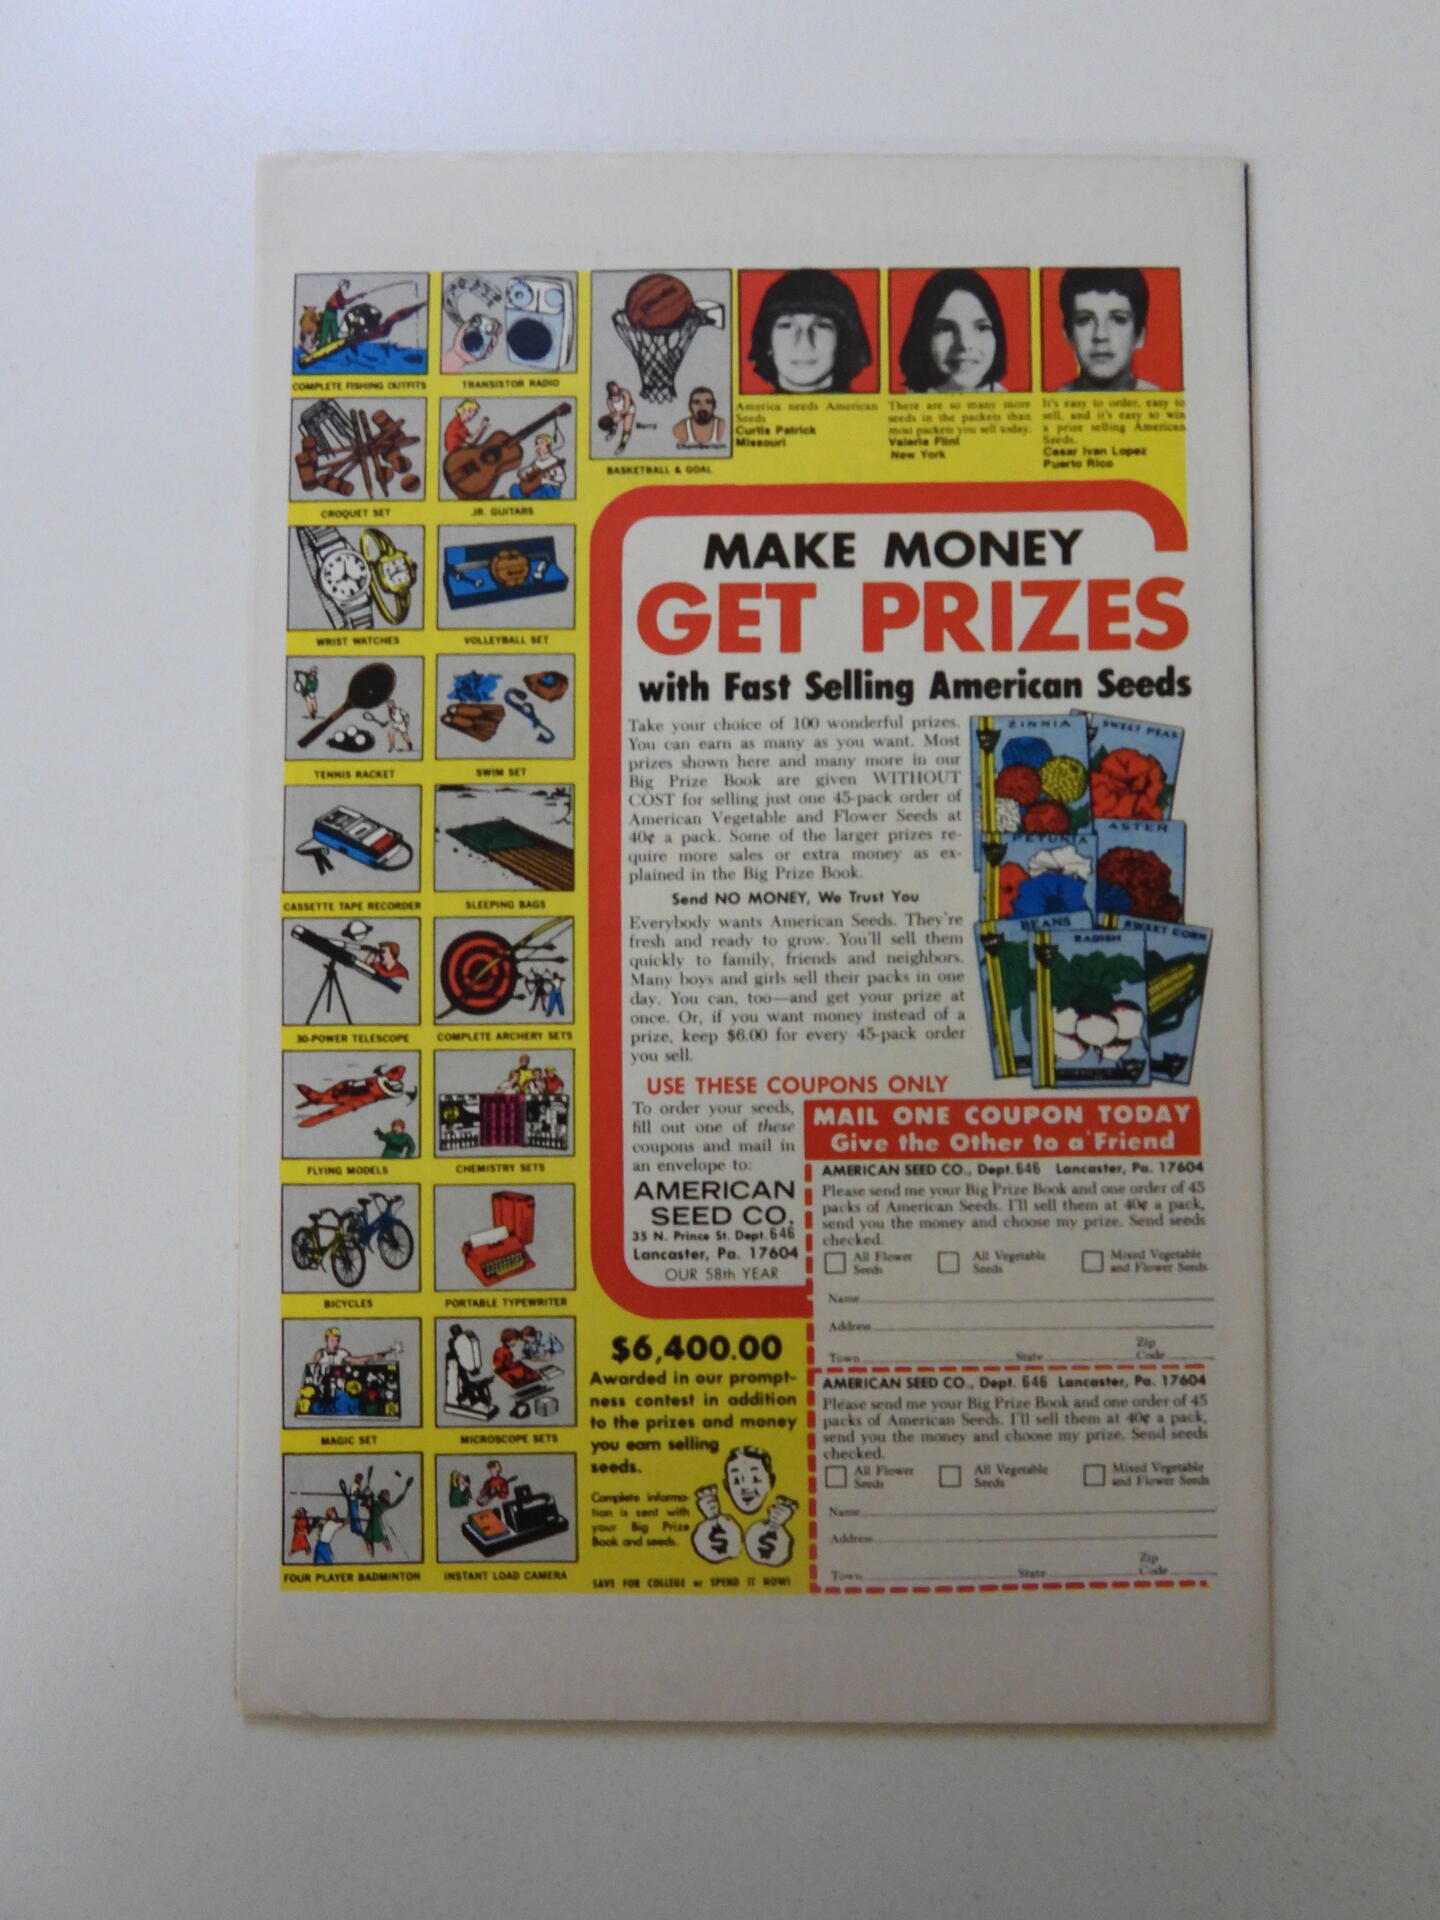 COMPLETE FISHING OUTFITS
TRANSISTOR RADIO
CROQUET SET
JR. GUITARS
WRIST WATCHES
VOLLEYBALL SET
TENNIS RACKET
SWIM SET
CASSETTE TAPE RECORDER
SLEEPING BAGS
30-POWER TELESCOPE
COMPLETE ARCHERY SETS
FLYING MODELS
CHEMISTRY SETS
BICYCLES
PORTABLE TYPEWRITER
MAGIC SET
MICROSCOPE SETS
FOUR PLAYER BADMINTON
INSTANT LOAD CAMERA
Barry
Chamberlain
BASKETBALL & GOAL
America needs American
Seeds
Curtis Patrick
Missouri
There are so many more
seeds in the packets than
most packets you sell today.
Valerie Flint
New York
It's easy to order, easy to
sell, and it's easy to win
a prize selling American
Seeds.
Cesar Ivan Lopez
Puerto Rico
MAKE MONEY
GET PRIZES
with Fast Selling American Seeds
Take your choice of 100 wonderful prizes.
You can earn as many as you want. Most
prizes shown here and many more in our
Big Prize Book are given WITHOUT
COST for selling just one 45-pack order of
American Vegetable and Flower Seeds at
40¢ a pack. Some of the larger prizes re-
quire more sales or extra money as ex-
plained in the Big Prize Book.
Send NO MONEY, We Trust You
Everybody wants American Seeds. They're
fresh and ready to grow. You'll sell them
quickly to family, friends and neighbors.
Many boys and girls sell their packs in one
day. You can, too—and get your prize at
once. Or, if you want money instead of a
prize, keep $6.00 for every 45-pack order
you sell.
ZINNIA
SWEET PEAS
PETUNIA
ASTER
BEANS
RADISH
SWEET CORN
USE THESE COUPONS ONLY
To order your seeds,
fill out one of these
coupons and mail in
an envelope to:
AMERICAN
SEED CO.
35 N. Prince St. Dept. 646
Lancaster, Pa. 17604
OUR 58th YEAR
MAIL ONE COUPON TODAY
Give the Other to a Friend
AMERICAN SEED CO., Dept. 646 Lancaster, Pa. 17604
Please send me your Big Prize Book and one order of 45
packs of American Seeds. I'll sell them at 40¢ a pack,
send you the money and choose my prize. Send seeds
checked.
All Flower Seeds
All Vegetable Seeds
Mixed Vegetable and Flower Seeds
Name
Address
Town State Zip Code
AMERICAN SEED CO., Dept. 646 Lancaster, Pa. 17604
Please send me your Big Prize Book and one order of 45
packs of American Seeds. I'll sell them at 40¢ a pack,
send you the money and choose my prize. Send seeds
checked.
All Flower Seeds
All Vegetable Seeds
Mixed Vegetable and Flower Seeds
Name
Address
Town State Zip Code
$6,400.00
Awarded in our prompt-
ness contest in addition
to the prizes and money
you earn selling
seeds.
Complete informa-
tion is sent with
your Big Prize
Book and seeds.
$ $
SAVE FOR COLLEGE or SPEND IT NOW!